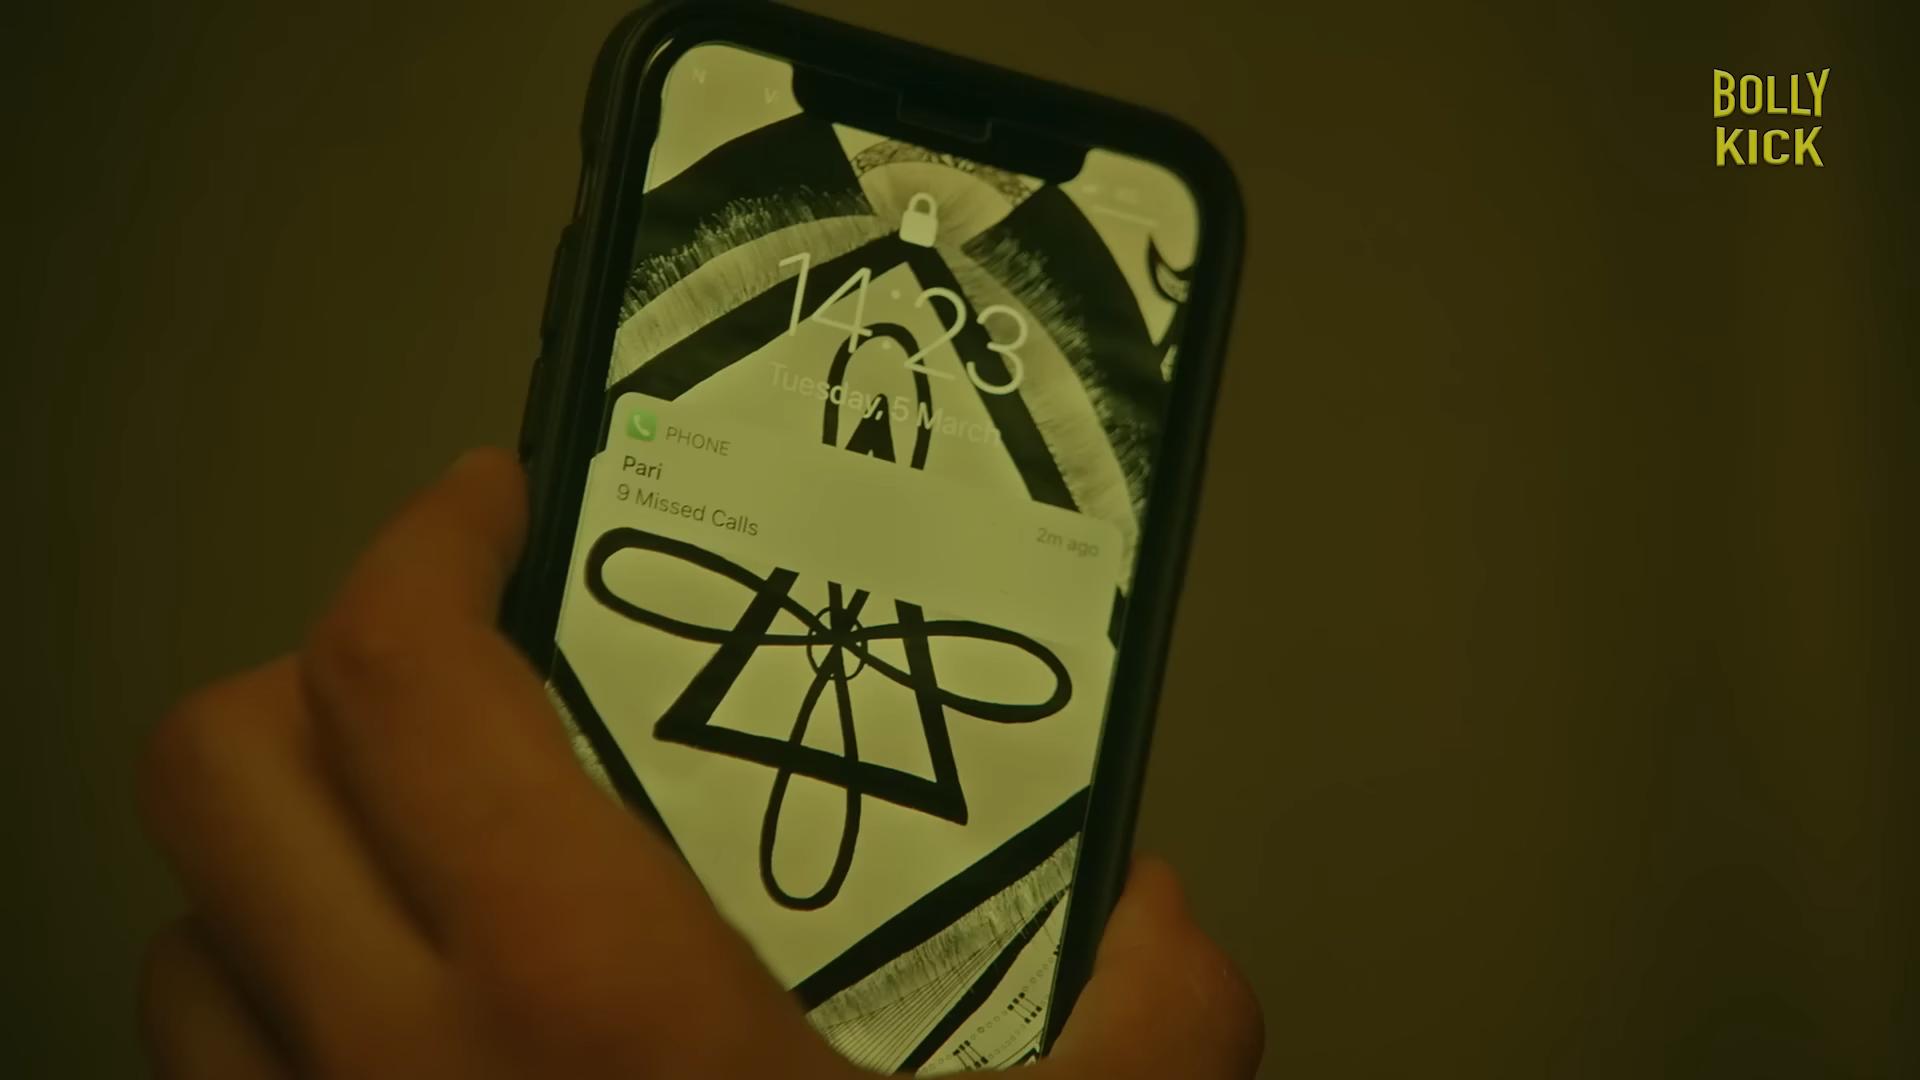 BOLLY
KICK
14:23
Tuesday, 5 March
PHONE
Pari
2m ago
9 Missed Calls